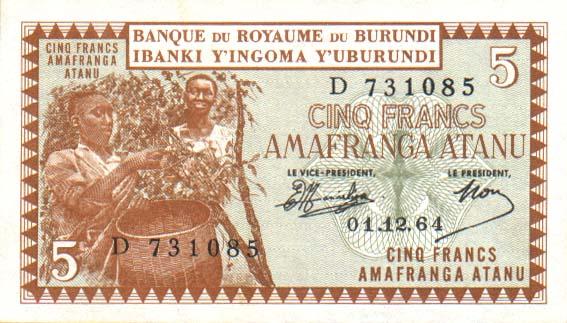 BANQUE DU ROYAUME DU BURUNDI
IBANKI Y'INGOMA Y'UBURUNDI
CINQ FRANCS
AMAFRANGA
ATANU
5
D 731085
CINQ FRANCS
AMAFRANGA ATANU
LE VICE-PRESIDENT,
LE PRESIDENT,
01.12.64
5
D 731085
CINQ FRANCS
AMAFRANGA ATANU